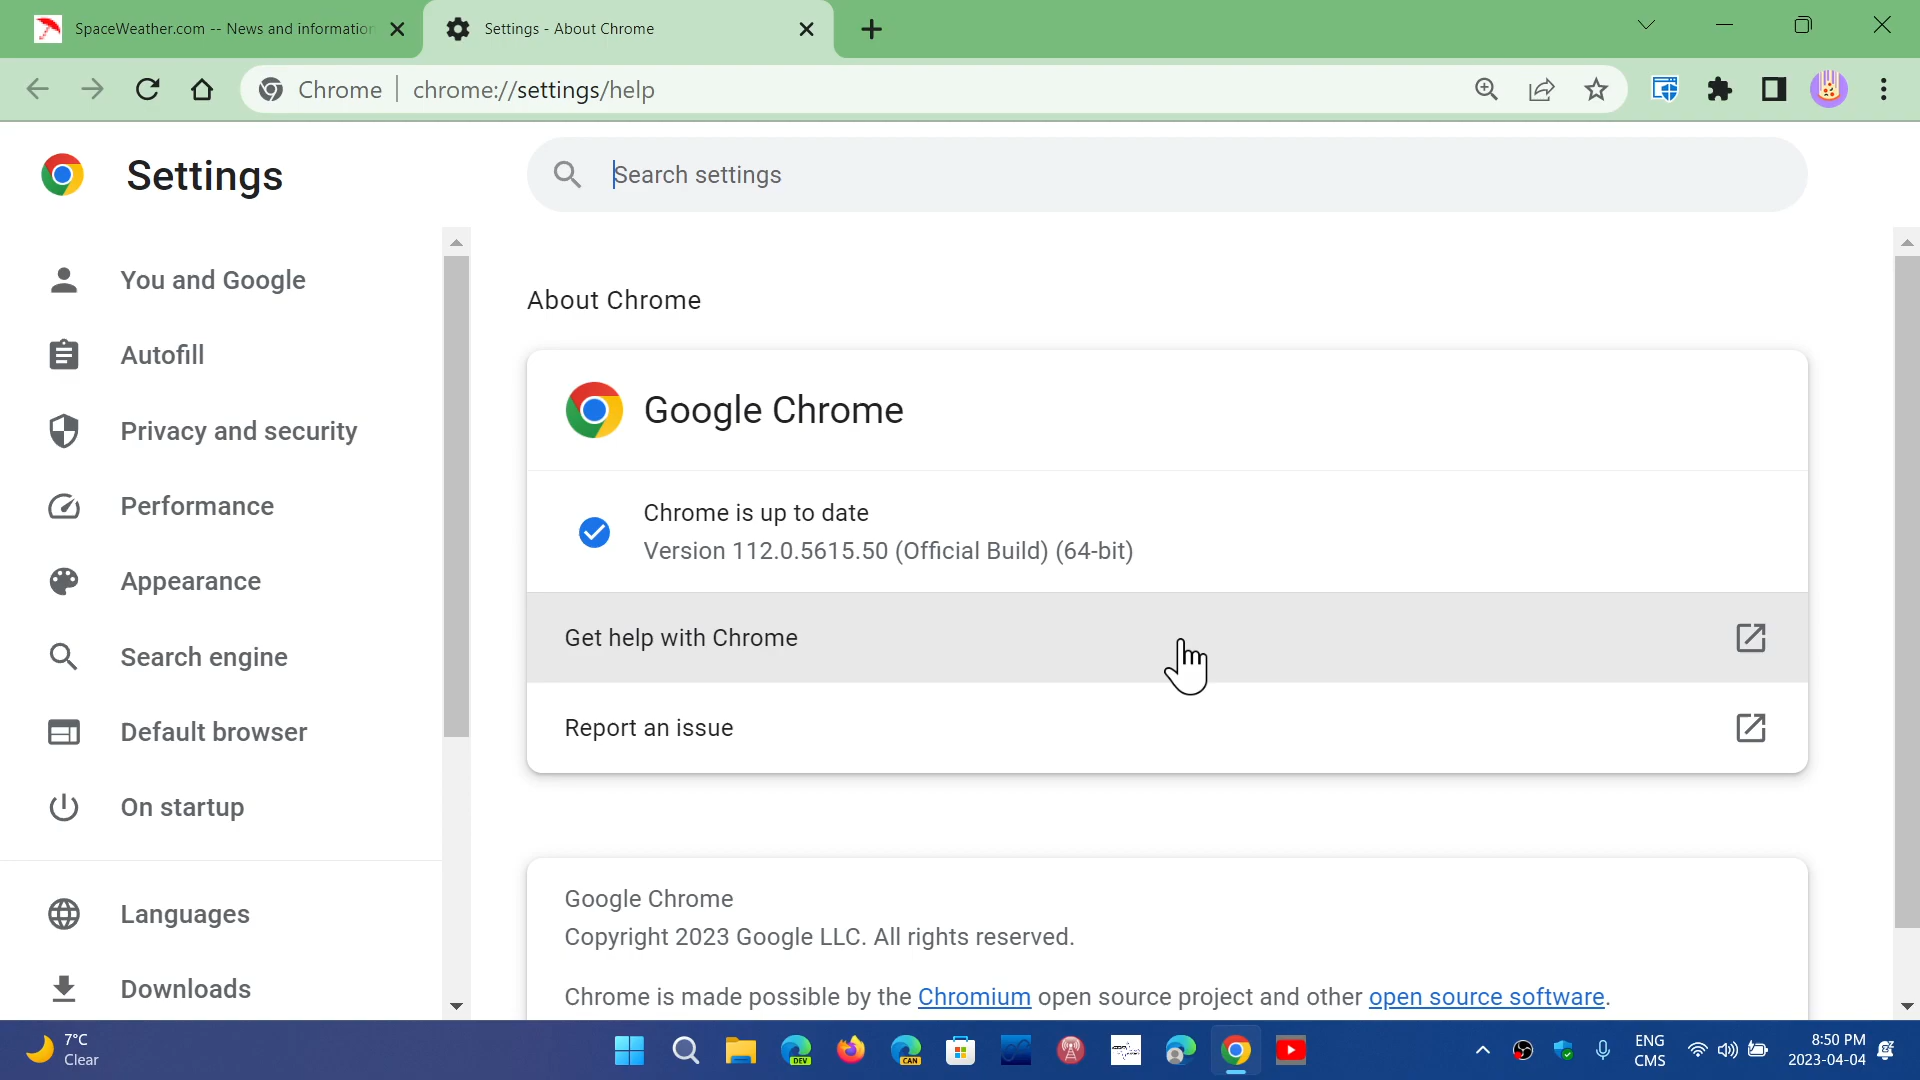 SpaceWeather.com -- News and information
Settings - About Chrome
Chrome
chrome://settings/help
Settings
Search settings
You and Google
Autofill
Privacy and security
Performance
Appearance
Search engine
Default browser
On startup
Languages
Downloads
About Chrome
Google Chrome
Chrome is up to date
Version 112.0.5615.50 (Official Build) (64-bit)
Get help with Chrome
Report an issue
Google Chrome
Copyright 2023 Google LLC. All rights reserved.
Chrome is made possible by the Chromium open source project and other open source software.
7°C
Clear
DEV
CAN
ENG
CMS
8:50 PM
2023-04-04